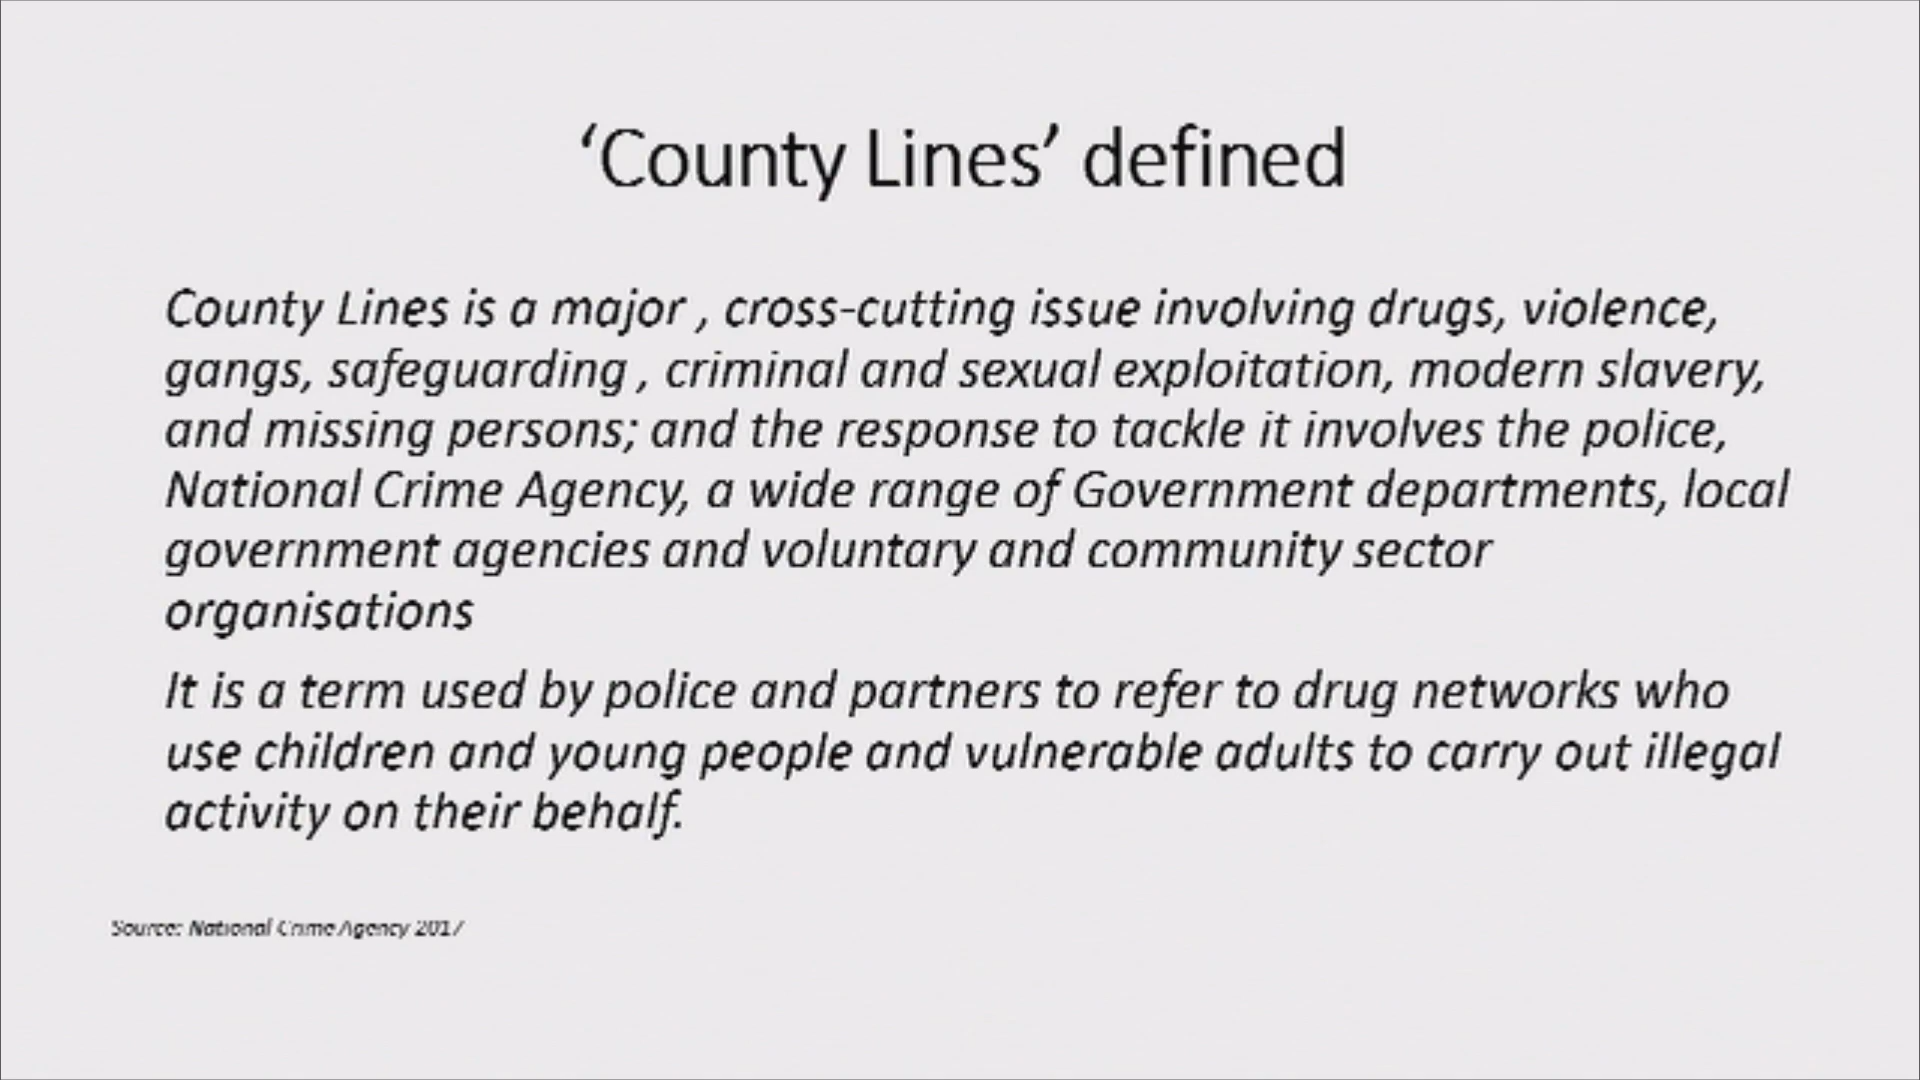 ‘County Lines’ defined
County Lines is a major , cross-cutting issue involving drugs, violence,
gangs, safeguarding , criminal and sexual exploitation, modern slavery,
and missing persons; and the response to tackle it involves the police,
National Crime Agency, a wide range of Government departments, local
government agencies and voluntary and community sector
organisations
It is a term used by police and partners to refer to drug networks who
use children and young people and vulnerable adults to carry out illegal
activity on their behalf.
Source: National Crime Agency 2017